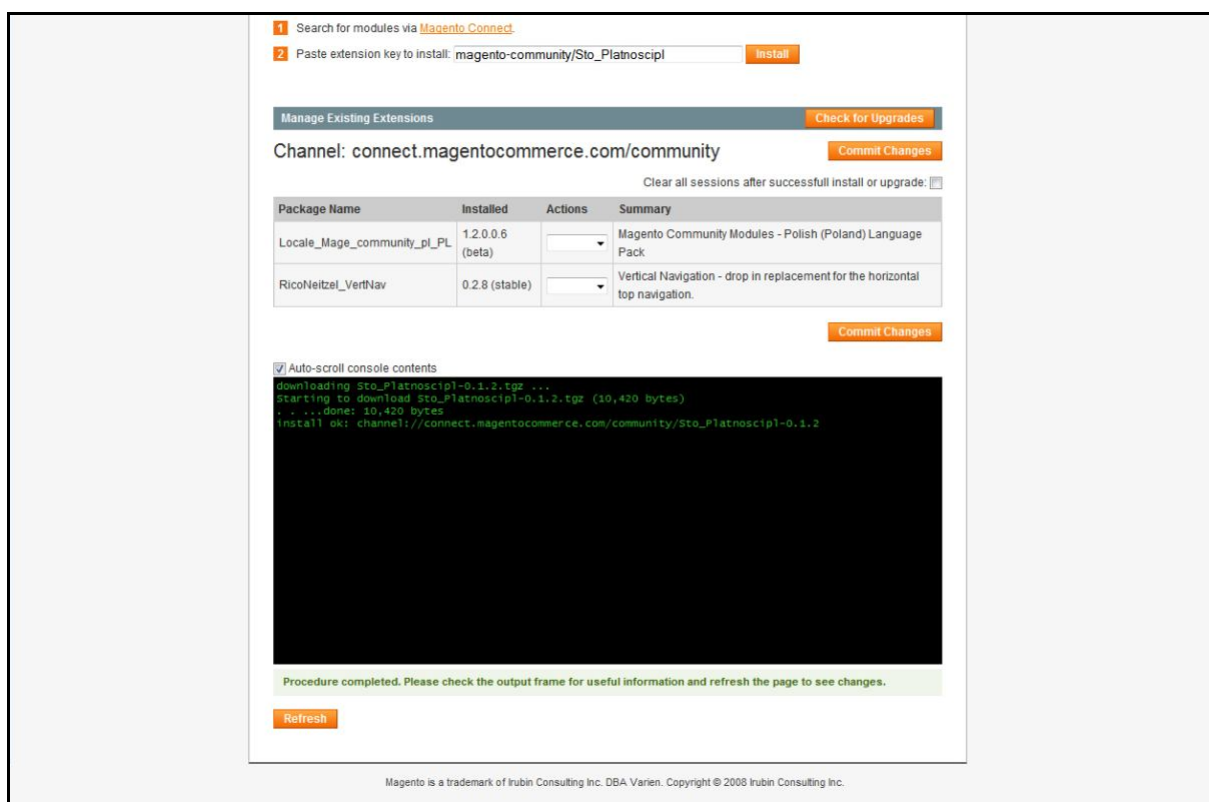 1 Search for modules via Magento Connect.
2 Paste extension key to install: magento-community/Sto_Platnoscipl Install
Manage Existing Extensions Check for Upgrades
Channel: connect.magentocommerce.com/community Commit Changes
Clear all sessions after successfull install or upgrade:
Package Name Installed Actions Summary
Locale_Mage_community_pl_PL 1.2.0.0.6 (beta) Magento Community Modules - Polish (Poland) Language Pack
RicoNeitzel_VertNav 0.2.8 (stable) Vertical Navigation - drop in replacement for the horizontal top navigation.
Commit Changes
Auto-scroll console contents
downloading Sto_Platnoscipl-0.1.2.tgz ...
Starting to download Sto_Platnoscipl-0.1.2.tgz (10,420 bytes)
. . ...done: 10,420 bytes
install ok: channel://connect.magentocommerce.com/community/Sto_Platnoscipl-0.1.2
Procedure completed. Please check the output frame for useful information and refresh the page to see changes.
Refresh
Magento is a trademark of Irubin Consulting Inc. DBA Varien. Copyright © 2008 Irubin Consulting Inc.